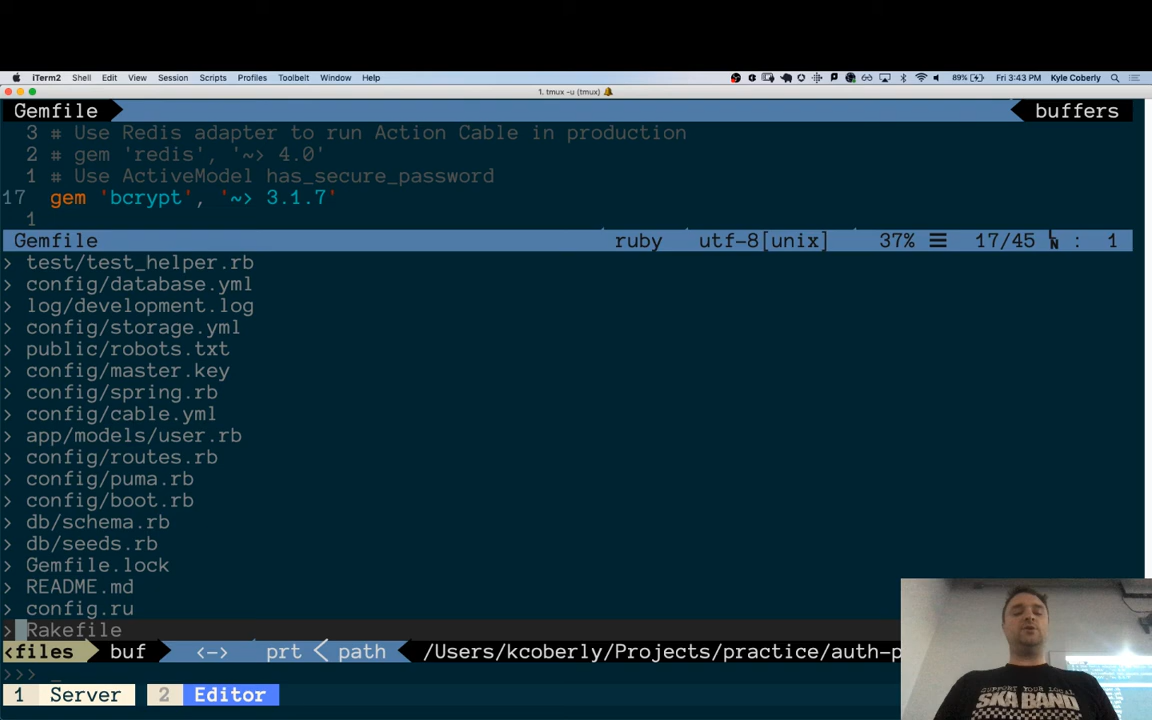 iTerm2 Shell Edit View Session Scripts Profiles Toolbelt Window Help 89% Fri 3:43 PM Kyle Coberly
1. tmux -u (tmux)
Gemfile buffers
3 # Use Redis adapter to run Action Cable in production
2 # gem 'redis', '~> 4.0'
1 # Use ActiveModel has_secure_password
17 gem 'bcrypt', '~> 3.1.7'
1
Gemfile ruby utf-8[unix] 37% ☰ 17/45 LN : 1
> test/test_helper.rb
> config/database.yml
> log/development.log
> config/storage.yml
> public/robots.txt
> config/master.key
> config/spring.rb
> config/cable.yml
> app/models/user.rb
> config/routes.rb
> config/puma.rb
> config/boot.rb
> db/schema.rb
> db/seeds.rb
> Gemfile.lock
> README.md
> config.ru
> Rakefile
<files buf <-> prt path /Users/kcoberly/Projects/practice/auth-p
>>> _
1 Server 2 Editor
SUPPORT YOUR LOCAL
SKA BAND